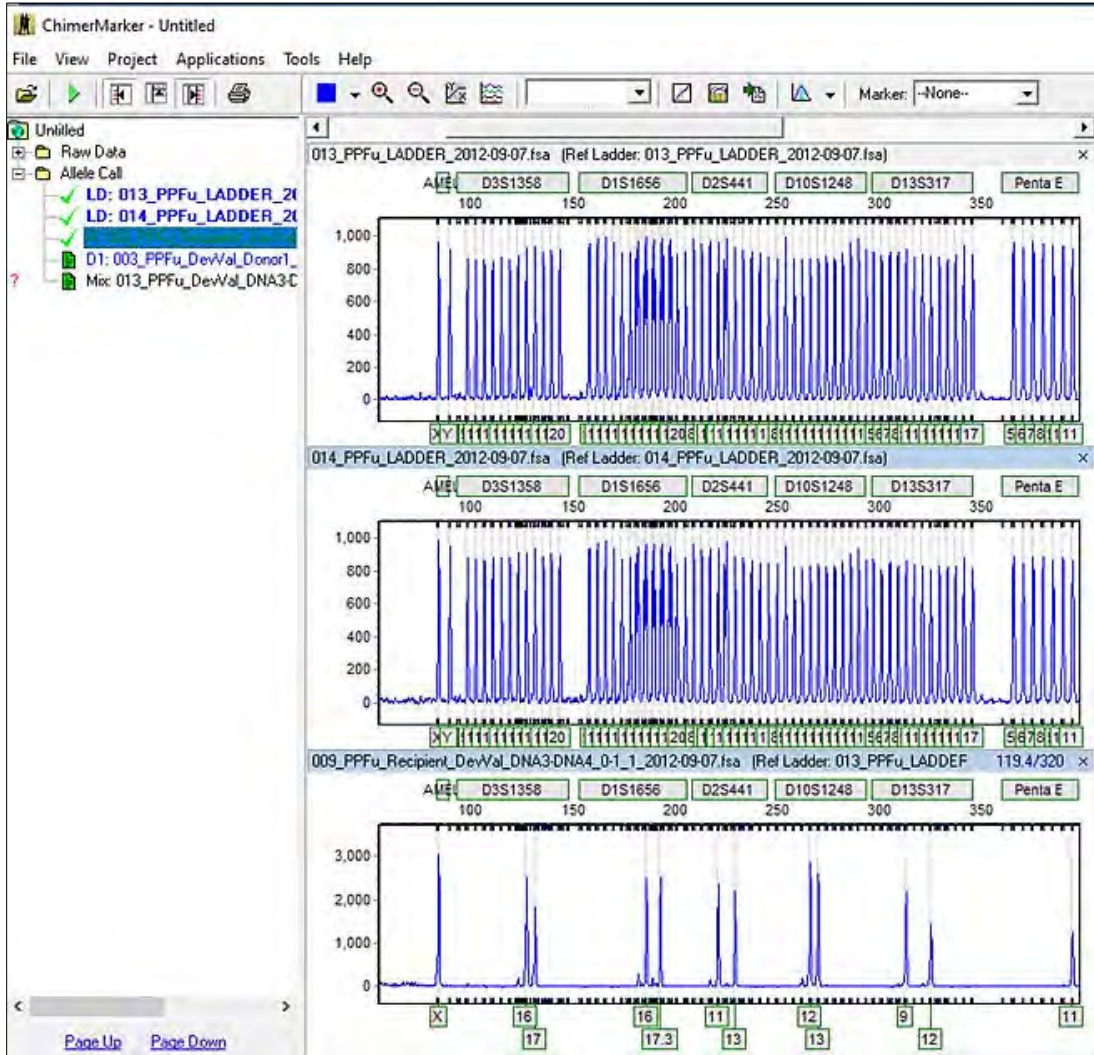 ChimerMarker - Untitled
File View Project Applications Tools Help
Marker: --None--
Untitled
Raw Data
Allele Call
LD: 013_PPFu_LADDER_20
LD: 014_PPFu_LADDER_20
D1: 003_PPFu_DevVal_Donor1_
? Mix: 013_PPFu_DevVal_DNA3-D
Page Up Page Down
013_PPFu_LADDER_2012-09-07.fsa (Ref Ladder: 013_PPFu_LADDER_2012-09-07.fsa)
AMEL D3S1358 D1S1656 D2S441 D10S1248 D13S317 Penta E
100 150 200 250 300 350
1,000
800
600
400
200
0
X Y
014_PPFu_LADDER_2012-09-07.fsa (Ref Ladder: 014_PPFu_LADDER_2012-09-07.fsa)
AMEL D3S1358 D1S1656 D2S441 D10S1248 D13S317 Penta E
100 150 200 250 300 350
1,000
800
600
400
200
0
X Y
009_PPFu_Recipient_DevVal_DNA3-DNA4_0-1_1_2012-09-07.fsa (Ref Ladder: 013_PPFu_LADDEF 119.4/320
AMEL D3S1358 D1S1656 D2S441 D10S1248 D13S317 Penta E
100 150 200 250 300 350
3,000
2,000
1,000
0
X 16 16 11 12 9 11
17 17.3 13 13 12